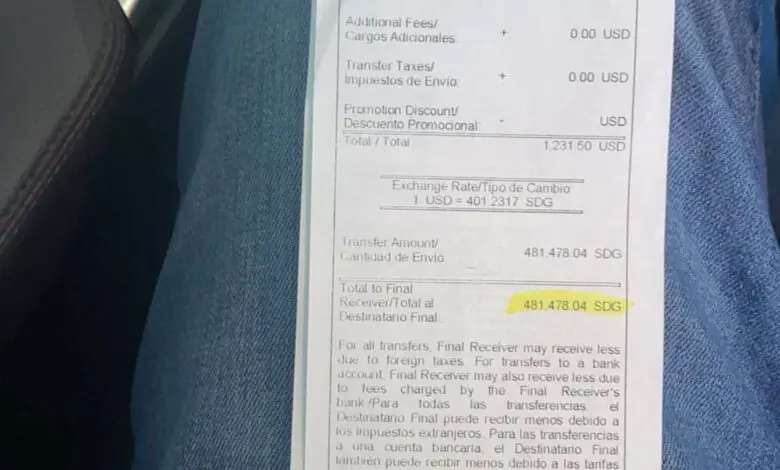 Additional Fees/
Cargos Adicionales: + 0.00 USD
Transfer Taxes/
Impuestos de Envio: + 0.00 USD
Promotion Discount/
Descuento Promocional: - USD
Total / Total 1,231.50 USD
Exchange Rate/Tipo de Cambio
1 USD = 401.2317 SDG
Transfer Amount/
Cantidad de Envio 481,478.04 SDG
Total to Final
Receiver/Total al 481,478.04 SDG
Destinatario Final:
For all transfers, Final Receiver may receive less
due to foreign taxes. For transfers to a bank
account, Final Receiver may also receive less due
to fees charged by the Final Receiver's
bank./Para todas las transferencias, el
Destinatario Final puede recibir menos debido a
los impuestos extranjeros. Para las transferencias
a una cuenta bancaria, el Destinatario Final
también puede recibir menos debido a las tarifas